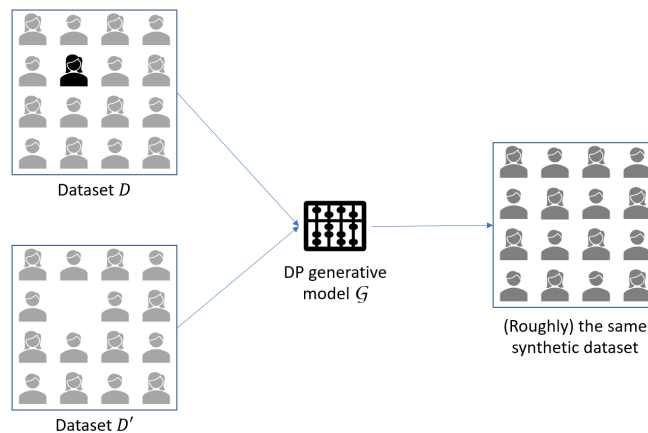 Dataset D
DP generative
model 𝒢
(Roughly) the same
synthetic dataset
Dataset D′